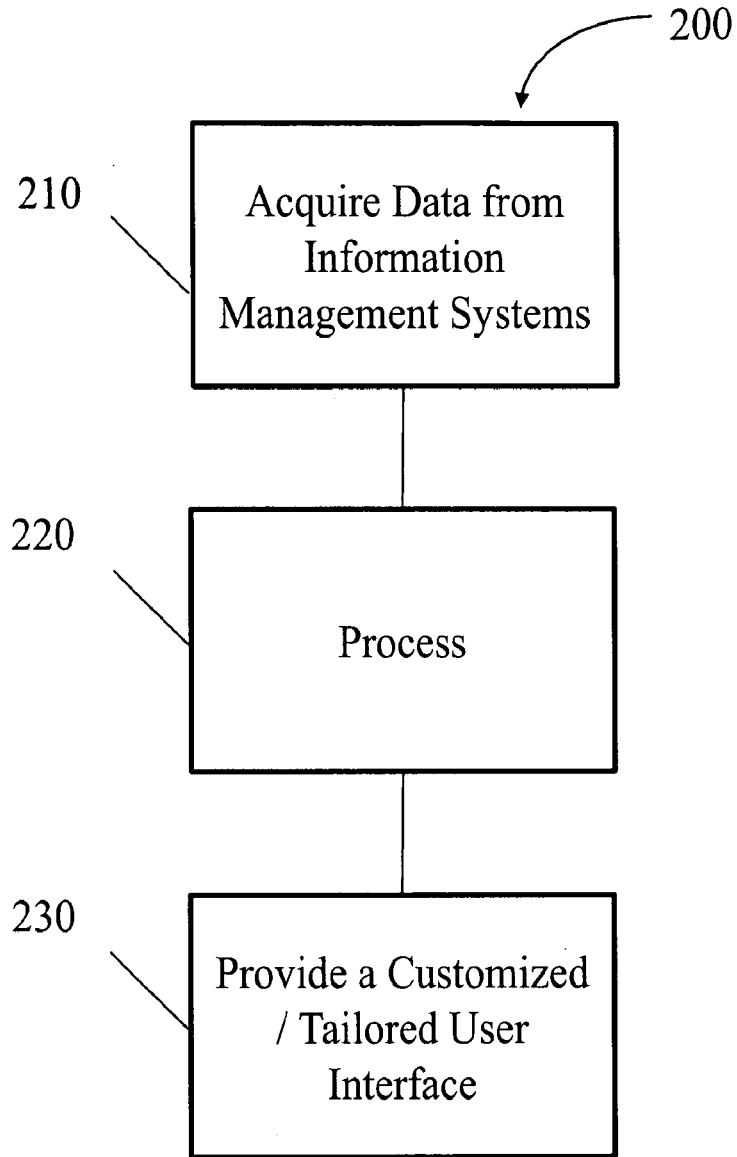 200
210
Acquire Data from
Information
Management Systems
220
Process
230
Provide a Customized
/ Tailored User
Interface